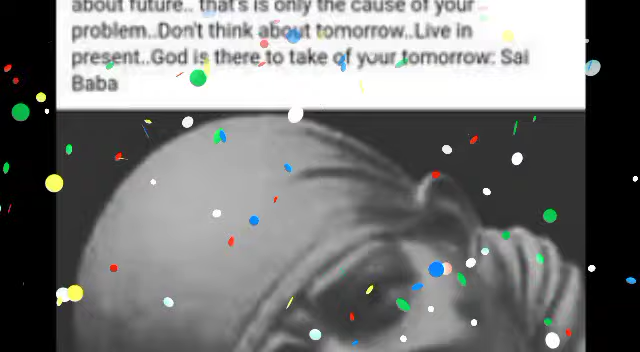 about future.. that's is only the cause of your
problem..Don't think about tomorrow..Live in
present..God is there to take of your tomorrow: Sai
Baba